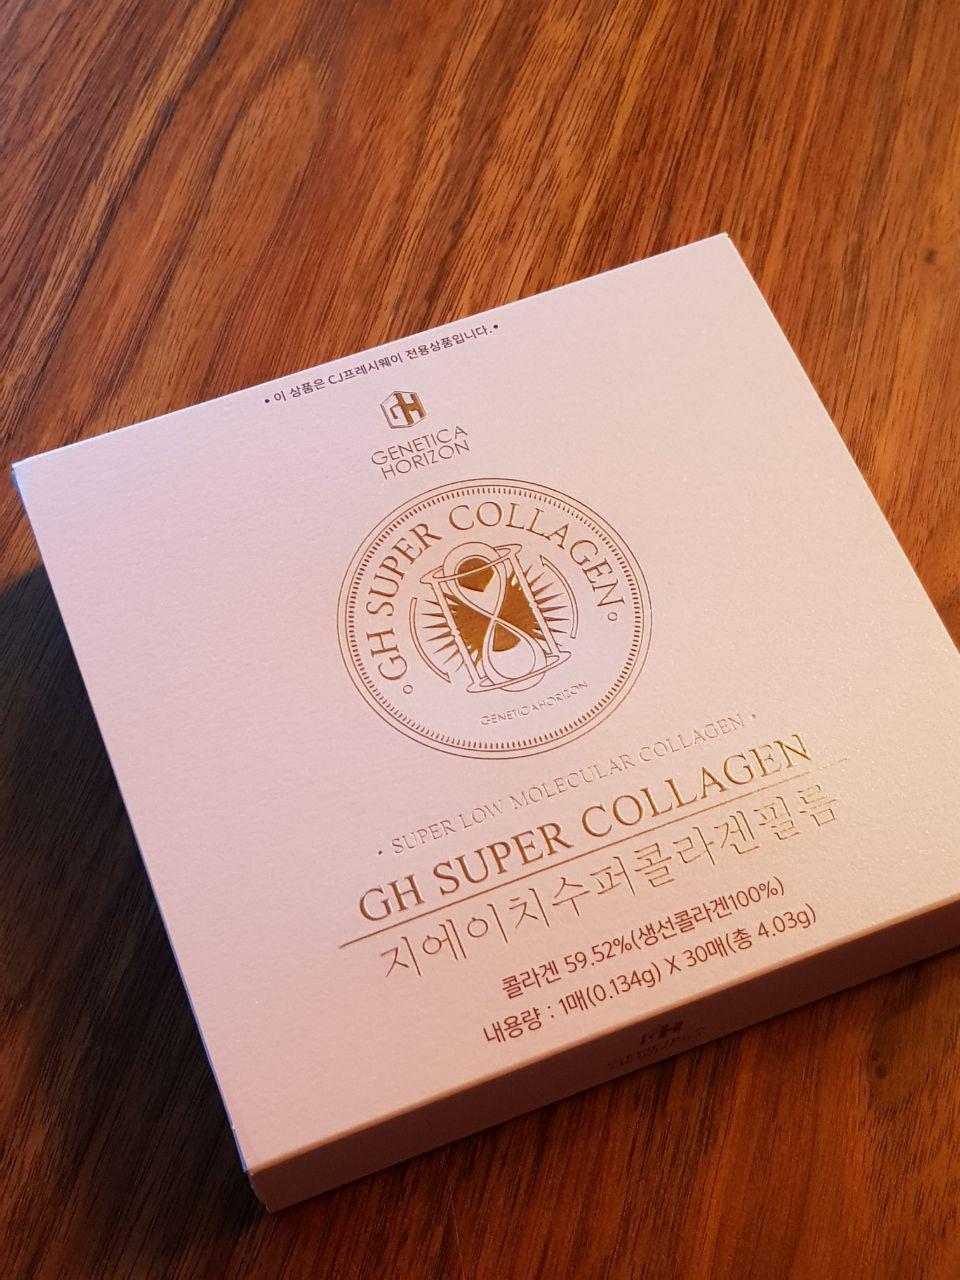 • 이 상품은 CJ프레시웨이 전용상품입니다. •
GH
GENETICA
HORIZON
GH SUPER COLLAGEN
GENETICAHORIZON
• SUPER LOW MOLECULAR COLLAGEN •
GH SUPER COLLAGEN
지에이치수퍼콜라겐필름
콜라겐 59.52%(생선콜라겐100%)
내용량 : 1매(0.134g) X 30매(총 4.03g)